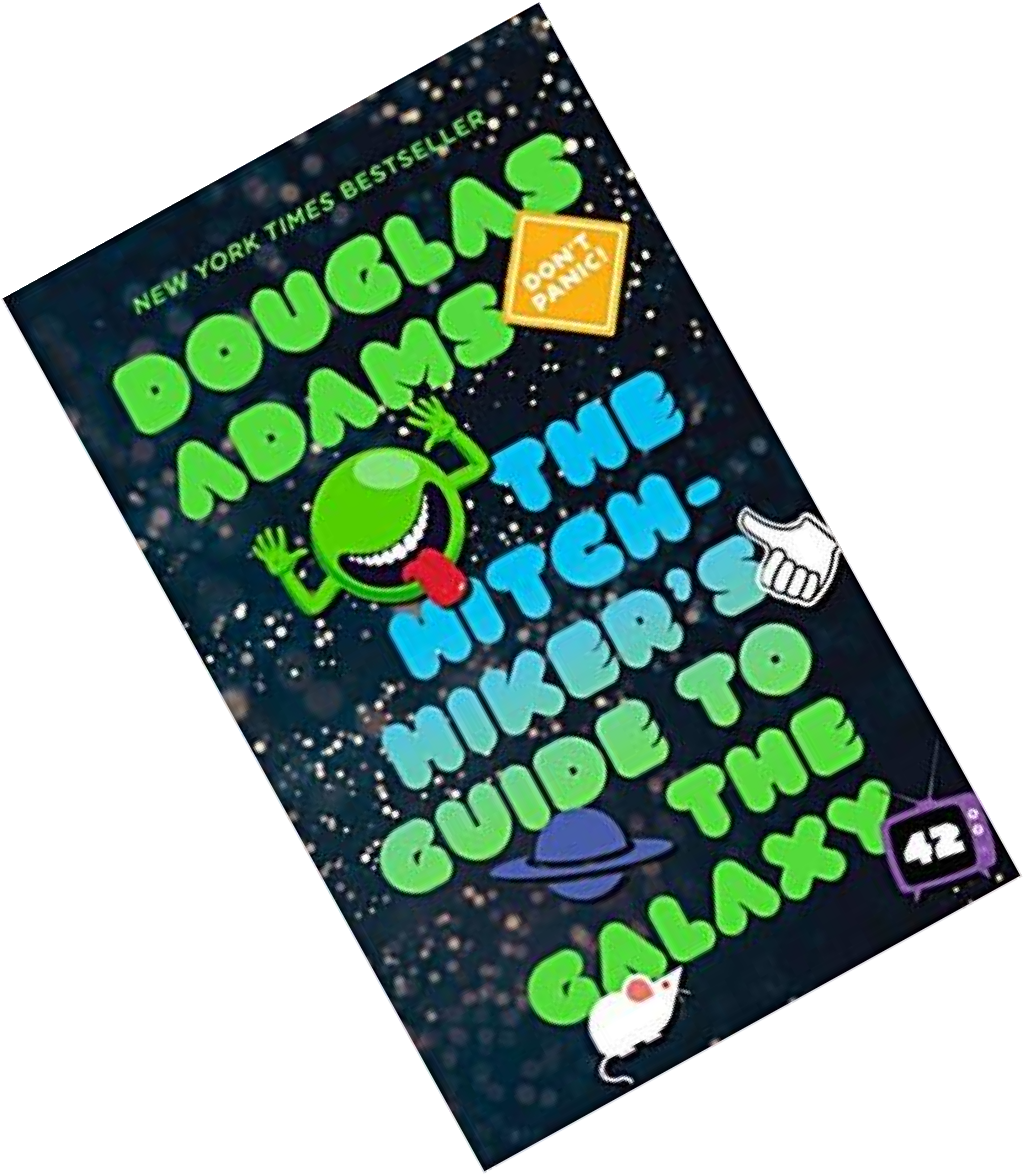 NEW YORK TIMES BESTSELLER
DOUGLAS
ADAMS
DON'T
PANIC!
THE
HITCH-
HIKER'S
GUIDE TO
THE
GALAXY
42